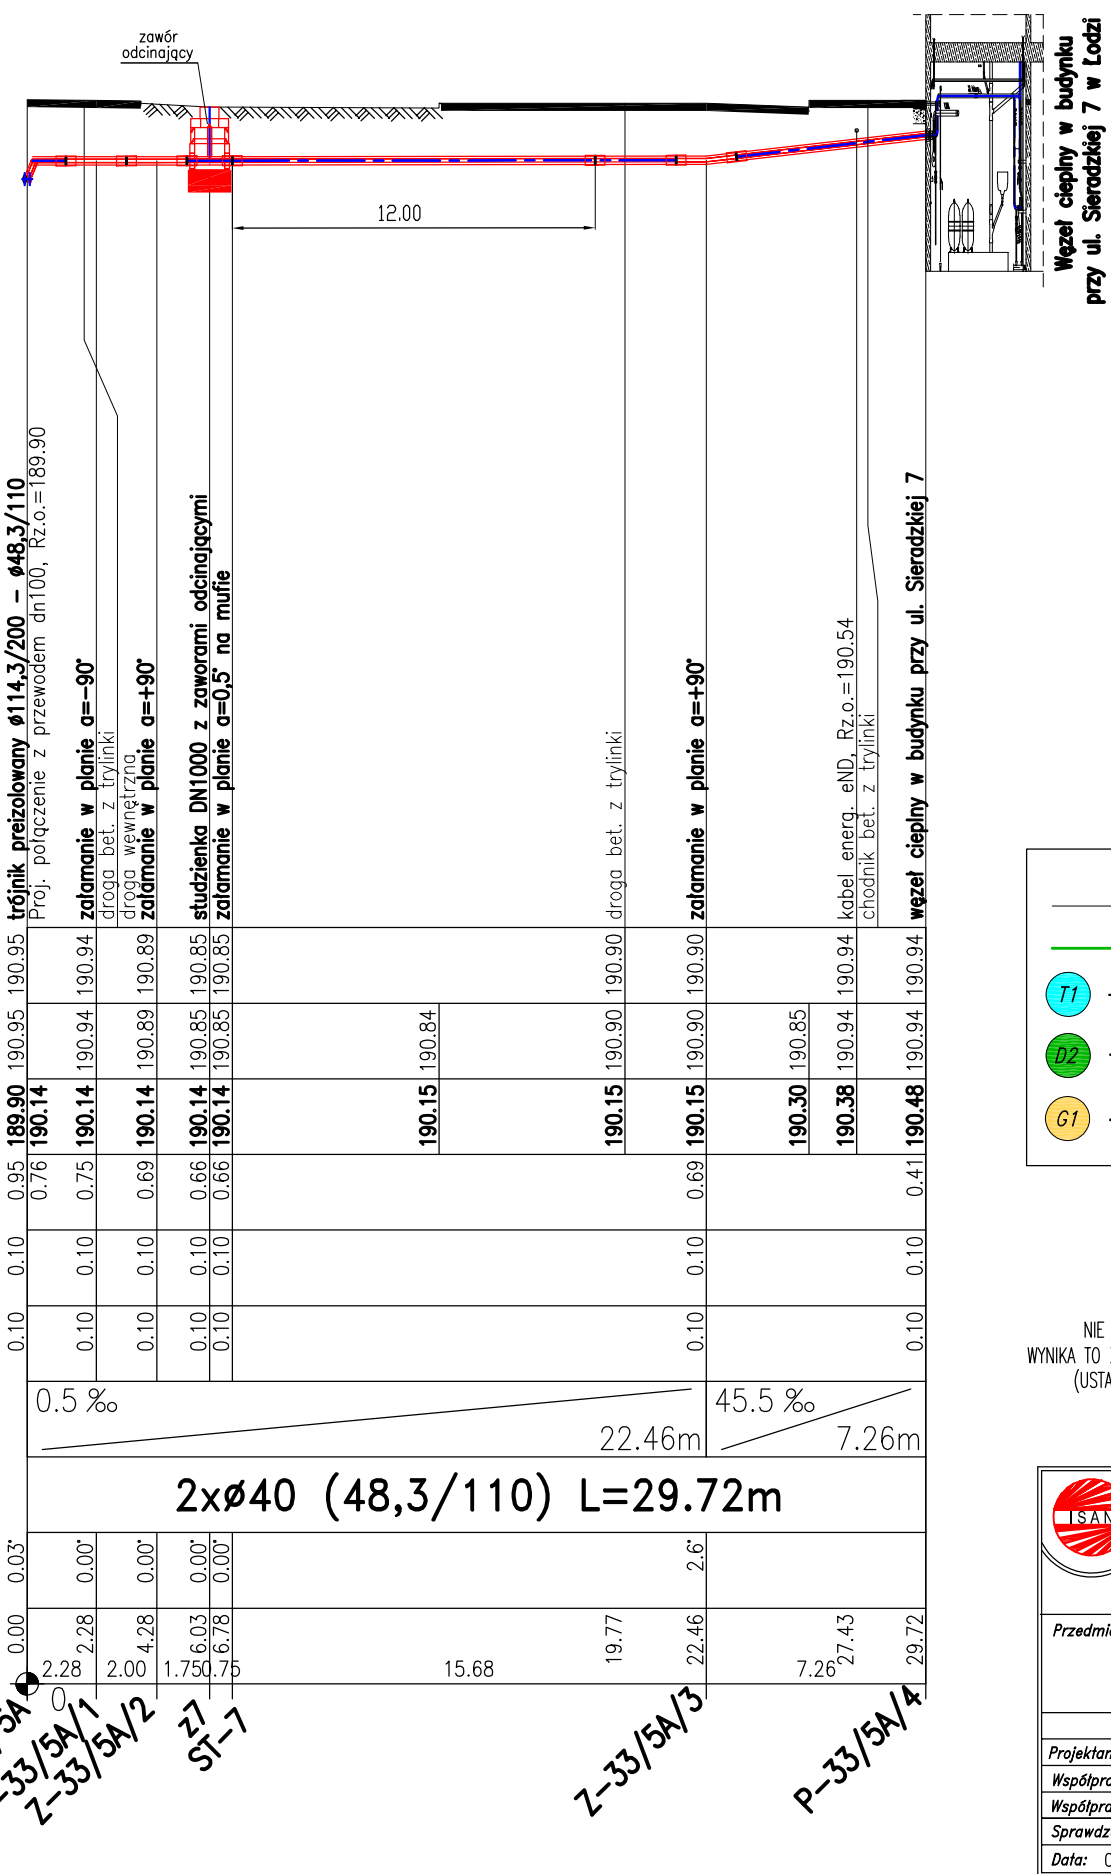 zawór
odcinający
Węzeł cieplny w budynku
przy ul. Sieradzkiej 7 w Łodzi
12.00
trójnik preizolowany ø114,3/200 - ø48,3/110
Proj. połączenie z przewodem dn100, Rz.o.=189.90
załamanie w planie a=-90°
droga bet. z trylinki
droga wewnętrzna
załamanie w planie a=+90°
studzienka DN1000 z zaworami odcinającymi
załamanie w planie a=0,5° na mufie
droga bet. z trylinki
załamanie w planie a=+90°
kabel energ. eND, Rz.o.=190.54
chodnik bet. z trylinki
węzeł cieplny w budynku przy ul. Sieradzkiej 7
190.95 190.94 190.89 190.85 190.85 190.90 190.90 190.94 190.94
190.95 190.94 190.89 190.85 190.85 190.84 190.90 190.90 190.85 190.94 190.94
189.90 190.14 190.14 190.14 190.14 190.14 190.15 190.15 190.15 190.30 190.38 190.48
0.95 0.76 0.75 0.69 0.66 0.66 0.69 0.41
0.10 0.10 0.10 0.10 0.10 0.10 0.10
0.10 0.10 0.10 0.10 0.10 0.10 0.10
0.5 ‰ 22.46m 45.5 ‰ 7.26m
2xø40 (48,3/110) L=29.72m
0.03° 0.00° 0.00° 0.00° 0.00° 2.6°
0.00 2.28 4.28 6.03 6.78 19.77 22.46 27.43 29.72
2.28 2.00 1.75 0.75 15.68 7.26
0
/5A
-33/5A/1
Z-33/5A/2
Z7
ST-7
Z-33/5A/3
P-33/5A/4
T1
D2
G1
NIE
WYNIKA TO
(USTA
ISAN
Przedmi
Projektan
Współpra
Współpra
Sprawdz
Data: